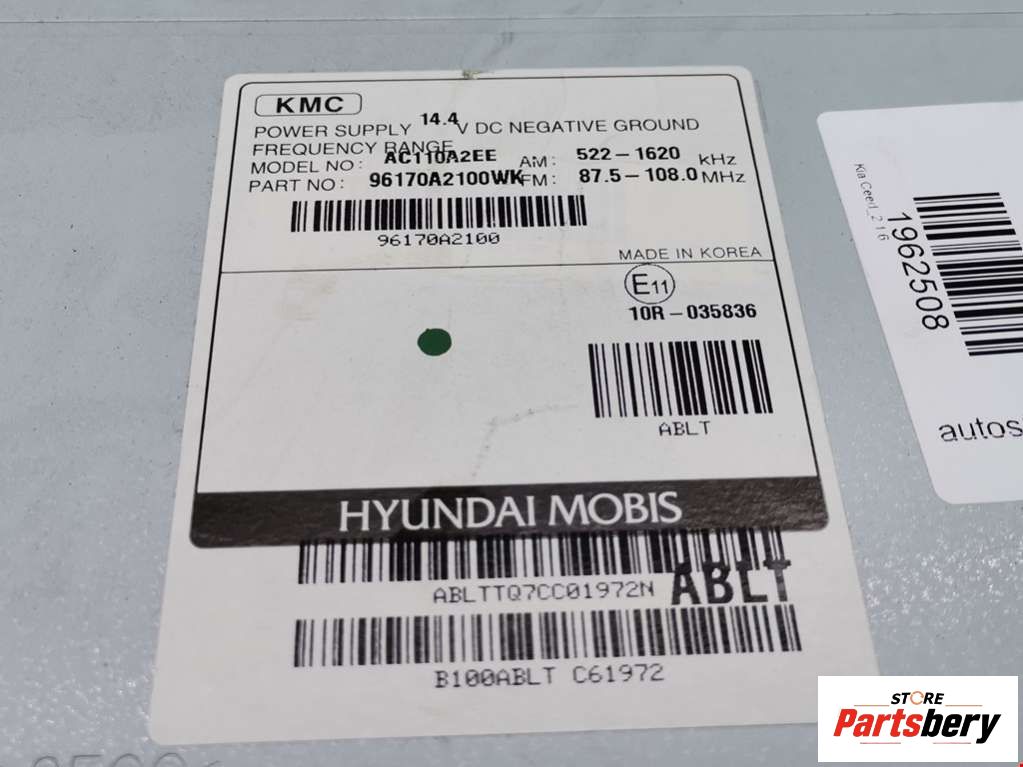 KMC
POWER SUPPLY 14.4 V DC NEGATIVE GROUND
FREQUENCY RANGE
MODEL NO: AC110A2EE AM: 522-1620 kHz
PART NO: 96170A2100WK FM: 87.5-108.0 MHz
96170A2100
MADE IN KOREA
E11
10R-035836
ABLT
HYUNDAI MOBIS
ABLTTQ7CC01972N ABLT
B100ABLT C61972
Kia Ceed_2 1.6
1962508
autos
STORE
Partsbery